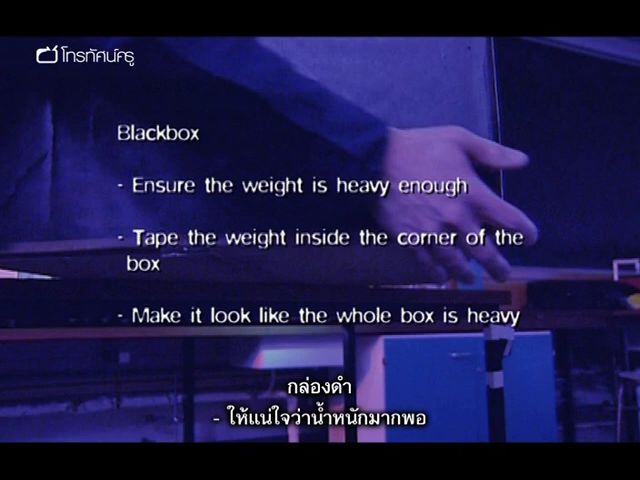 โทรทัศน์ครู
Blackbox
- Ensure the weight is heavy enough
- Tape the weight inside the corner of the
box
- Make it look like the whole box is heavy
กล่องดำ
- ให้แน่ใจว่าน้ำหนักมากพอ